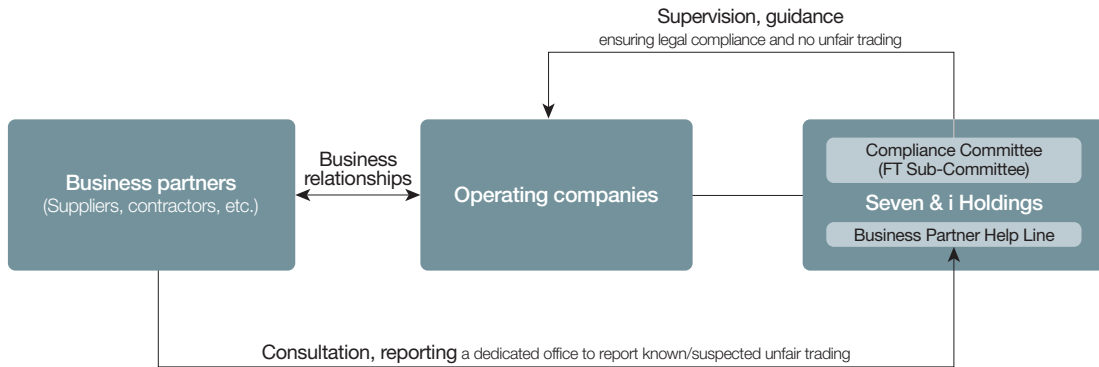 Supervision, guidance
ensuring legal compliance and no unfair trading
Business partners
(Suppliers, contractors, etc.)
Business
relationships
Operating companies
Compliance Committee
(FT Sub-Committee)
Seven & i Holdings
Business Partner Help Line
Consultation, reporting a dedicated office to report known/suspected unfair trading